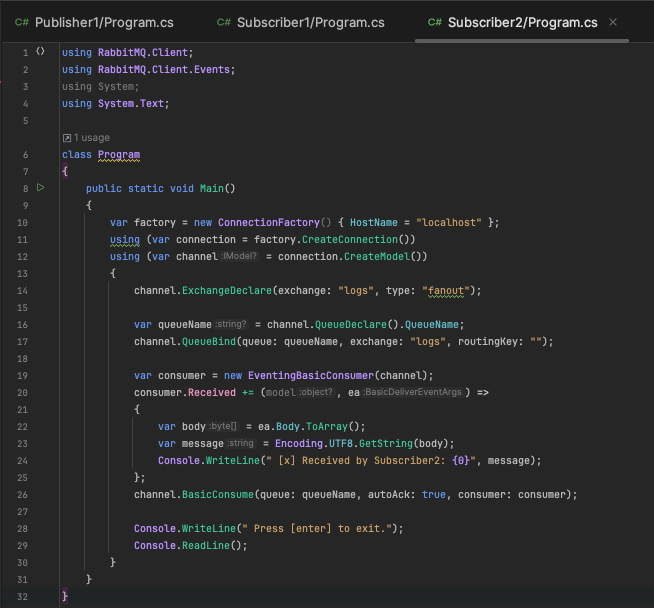 C# Publisher1/Program.cs C# Subscriber1/Program.cs C# Subscriber2/Program.cs ×
1 using RabbitMQ.Client;
2 using RabbitMQ.Client.Events;
3 using System;
4 using System.Text;
5
1 usage
6 class Program
7 {
8 public static void Main()
9 {
10 var factory = new ConnectionFactory() { HostName = "localhost" };
11 using (var connection = factory.CreateConnection())
12 using (var channel :IModel? = connection.CreateModel())
13 {
14 channel.ExchangeDeclare(exchange: "logs", type: "fanout");
15
16 var queueName :string? = channel.QueueDeclare().QueueName;
17 channel.QueueBind(queue: queueName, exchange: "logs", routingKey: "");
18
19 var consumer = new EventingBasicConsumer(channel);
20 consumer.Received += (model :object? , ea :BasicDeliverEventArgs ) =>
21 {
22 var body :byte[] = ea.Body.ToArray();
23 var message :string = Encoding.UTF8.GetString(body);
24 Console.WriteLine(" [x] Received by Subscriber2: {0}", message);
25 };
26 channel.BasicConsume(queue: queueName, autoAck: true, consumer: consumer);
27
28 Console.WriteLine(" Press [enter] to exit.");
29 Console.ReadLine();
30 }
31 }
32 }